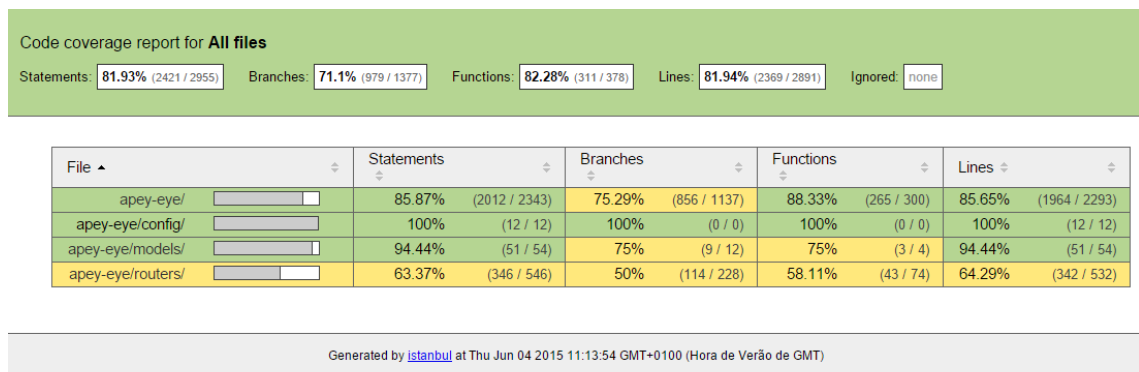 Code coverage report for All files
Statements: 81.93% (2421 / 2955) Branches: 71.1% (979 / 1377) Functions: 82.28% (311 / 378) Lines: 81.94% (2369 / 2891) Ignored: none
File Statements Branches Functions Lines
apey-eye/ 85.87% (2012 / 2343) 75.29% (856 / 1137) 88.33% (265 / 300) 85.65% (1964 / 2293)
apey-eye/config/ 100% (12 / 12) 100% (0 / 0) 100% (0 / 0) 100% (12 / 12)
apey-eye/models/ 94.44% (51 / 54) 75% (9 / 12) 75% (3 / 4) 94.44% (51 / 54)
apey-eye/routers/ 63.37% (346 / 546) 50% (114 / 228) 58.11% (43 / 74) 64.29% (342 / 532)
Generated by istanbul at Thu Jun 04 2015 11:13:54 GMT+0100 (Hora de Verão de GMT)